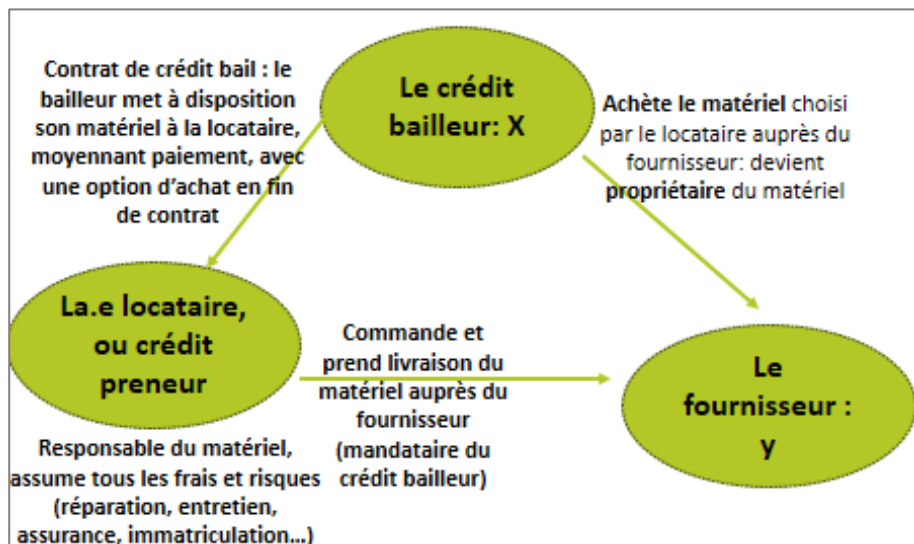 Contrat de crédit bail : le
bailleur met à disposition
son matériel à la locataire,
moyennant paiement, avec
une option d'achat en fin
de contrat
Le crédit
bailleur: X
Achète le matériel choisi
par le locataire auprès du
fournisseur: devient
propriétaire du matériel
La.e locataire,
ou crédit
preneur
Commande et
prend livraison du
matériel auprès du
fournisseur
(mandataire du
crédit bailleur)
Le
fournisseur :
y
Responsable du matériel,
assume tous les frais et risques
(réparation, entretien,
assurance, immatriculation...)